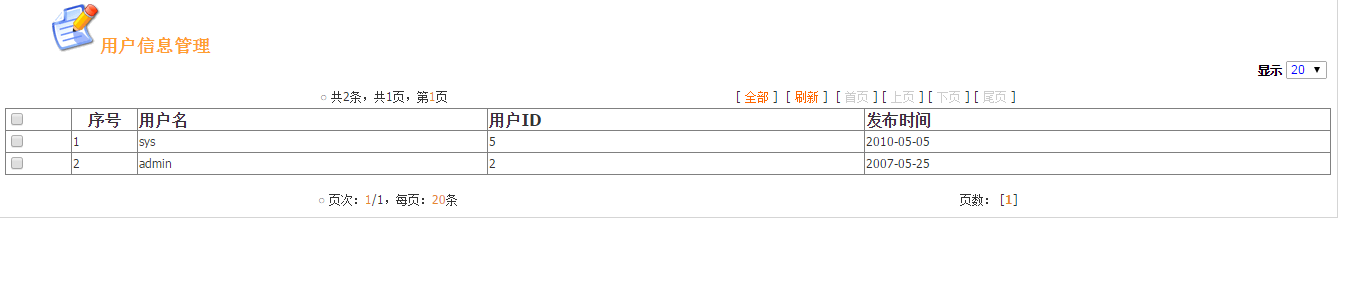 用户信息管理
显示 20
共2条，共1页，第1页 [ 全部 ] [ 刷新 ] [ 首页 ] [ 上页 ] [ 下页 ] [ 尾页 ]
序号 用户名 用户ID 发布时间
1 sys 5 2010-05-05
2 admin 2 2007-05-25
页次：1/1，每页：20条 页数： [1]